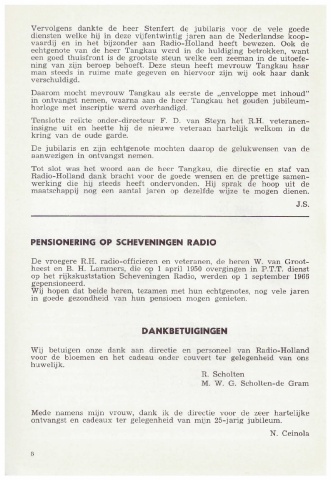 Vervolgens dankte de heer Stenfert de jubilaris voor de vele goede
diensten welke hij in deze vijfentwintig jaren aan de Nederlandse koop-
vaardij en in het bijzonder aan Radio-Holland heeft bewezen. Ook de
echtgenote van de heer Tangkau werd in de huldiging betrokken, want
een goed thuisfront is de grootste steun welke een zeeman in de uitoefe-
ning van zijn beroep behoeft. Deze steun heeft mevrouw Tangkau haar
man steeds in ruime mate gegeven en hiervoor zijn wij ook haar dank
verschuldigd.
Daarom mocht mevrouw Tangkau als eerste de „enveloppe met inhoud"
in ontvangst nemen, waarna aan de heer Tangkau het gouden jubileum-
horloge met inscriptie werd overhandigd.
Tenslotte reikte onder-directeur F. D. van Steyn het R.H. veteranen-
insigne uit en heette hij de nieuwe veteraan hartelijk welkom in de
kring van de oude garde.
De jubilaris en zijn echtgenote mochten daarop de gelukwensen van de
aanwezigen in ontvangst nemen.
Tot slot was het woord aan de heer Tangkau, die directie en staf van
Radio-Holland dank bracht voor de goede wensen en de prettige samen-
werking die hij steeds heeft ondervonden. Hij sprak de hoop uit de
maatschappij nog een aantal jaren op dezelfde wijze te mogen dienen.
J.S.
PENSIONERING OP SCHEVENINGEN RADIO
De vroegere R.H. radio-officieren en veteranen, de heren W. van Groot-
heest en B. H. Lammers, die op 1 april 1950 overgingen in P.T.T. dienst
op het rijkskuststation Scheveningen Radio, werden op 1 september 1963
gepensioneerd.
Wij hopen dat beide heren, tezamen met hun echtgenotes, nog vele jaren
in goede gezondheid van hun pensioen mogen genieten.
DANKBETUIGINGEN
Wij betuigen onze dank aan directie en personeel van Radio-Holland
voor de bloemen en het cadeau onder couvert ter gelegenheid van ons
huwelijk.
R. Scholten
M. W. G. Scholten-de Gram
Mede namens mijn vrouw, dank ik de directie voor de zeer hartelijke
ontvangst en cadeaux ter gelegenheid van mijn 25-jarig jubileum.
N. Ceinola
8